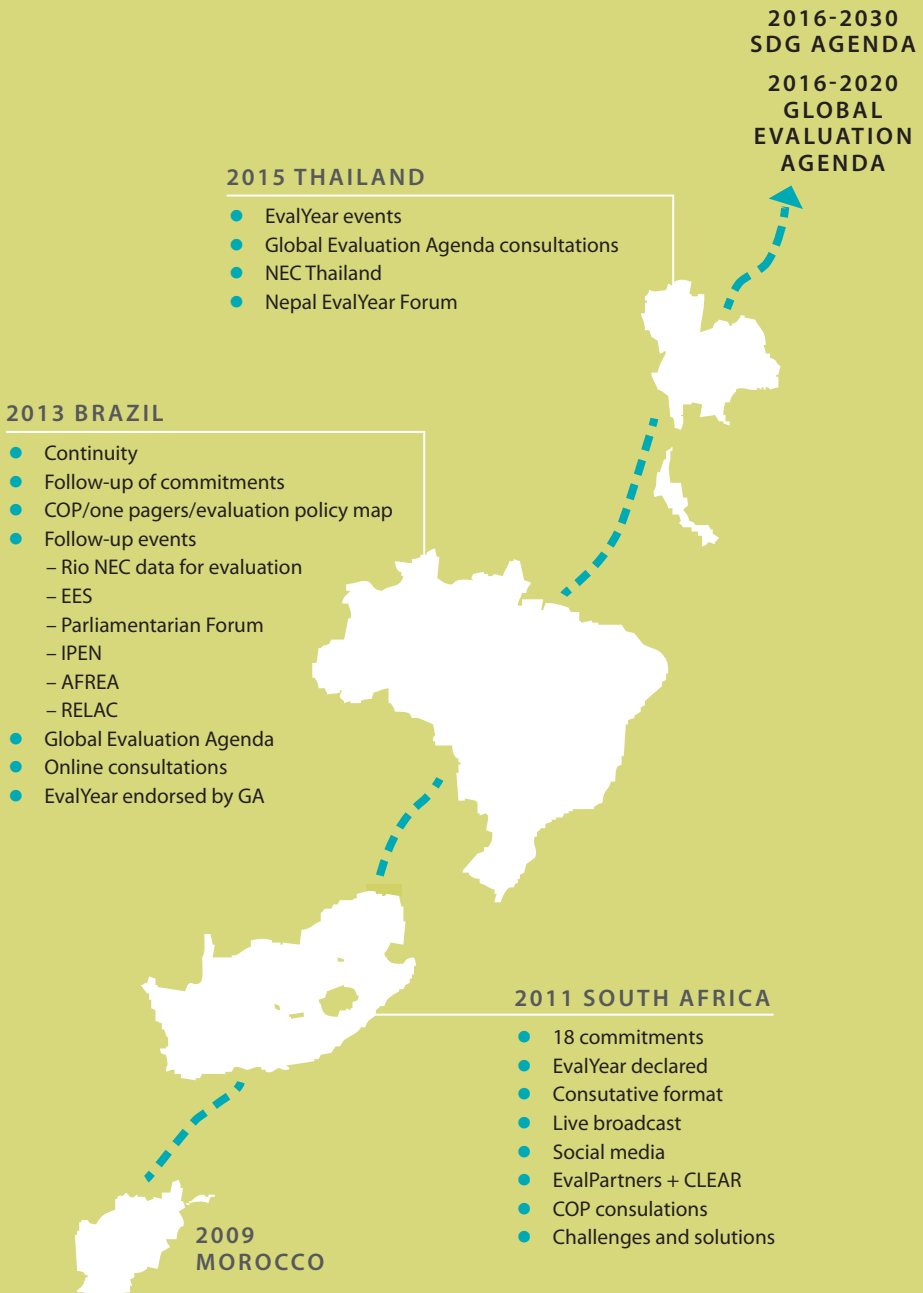 2016-2030
SDG AGENDA
2016-2020
GLOBAL
EVALUATION
AGENDA
2015 THAILAND
● EvalYear events
● Global Evaluation Agenda consultations
● NEC Thailand
● Nepal EvalYear Forum
2013 BRAZIL
● Continuity
● Follow-up of commitments
● COP/one pagers/evaluation policy map
● Follow-up events
– Rio NEC data for evaluation
– EES
– Parliamentarian Forum
– IPEN
– AFREA
– RELAC
● Global Evaluation Agenda
● Online consultations
● EvalYear endorsed by GA
2011 SOUTH AFRICA
● 18 commitments
● EvalYear declared
● Consutative format
● Live broadcast
● Social media
● EvalPartners + CLEAR
● COP consulations
● Challenges and solutions
2009
MOROCCO